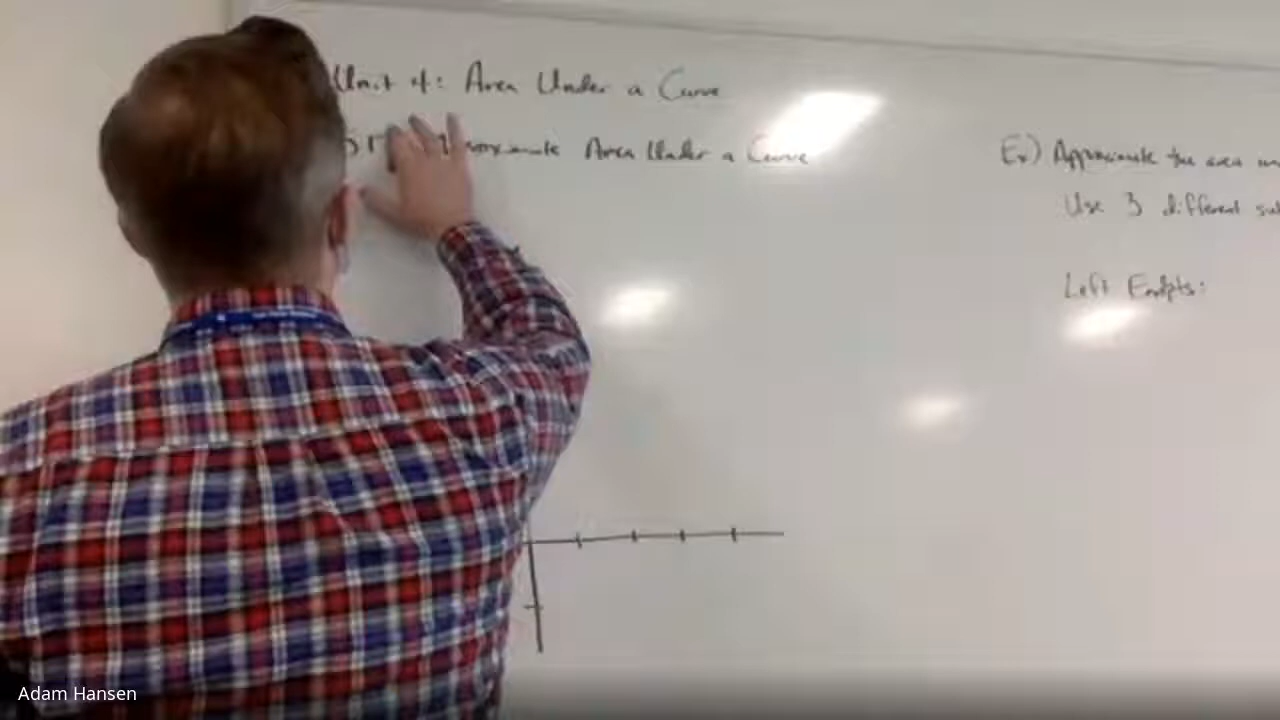 Unit 4: Area Under a Curve
Area Under a Curve
Ex) Approximate the area
Use 3 different
Left Endpts:
Adam Hansen